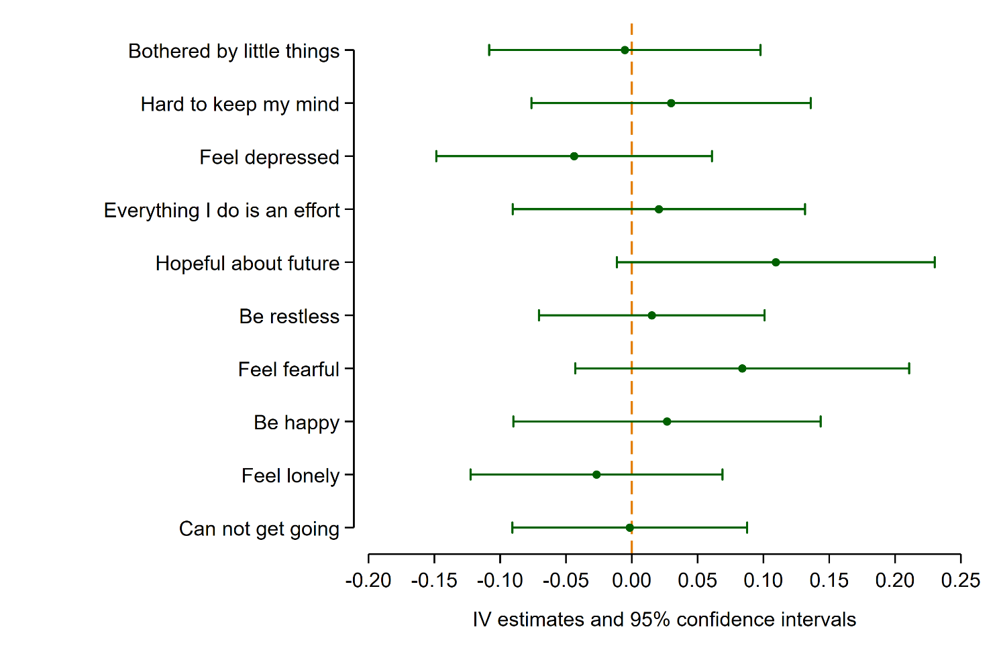 Bothered by little things
Hard to keep my mind
Feel depressed
Everything I do is an effort
Hopeful about future
Be restless
Feel fearful
Be happy
Feel lonely
Can not get going
-0.20 -0.15 -0.10 -0.05 0.00 0.05 0.10 0.15 0.20 0.25
IV estimates and 95% confidence intervals